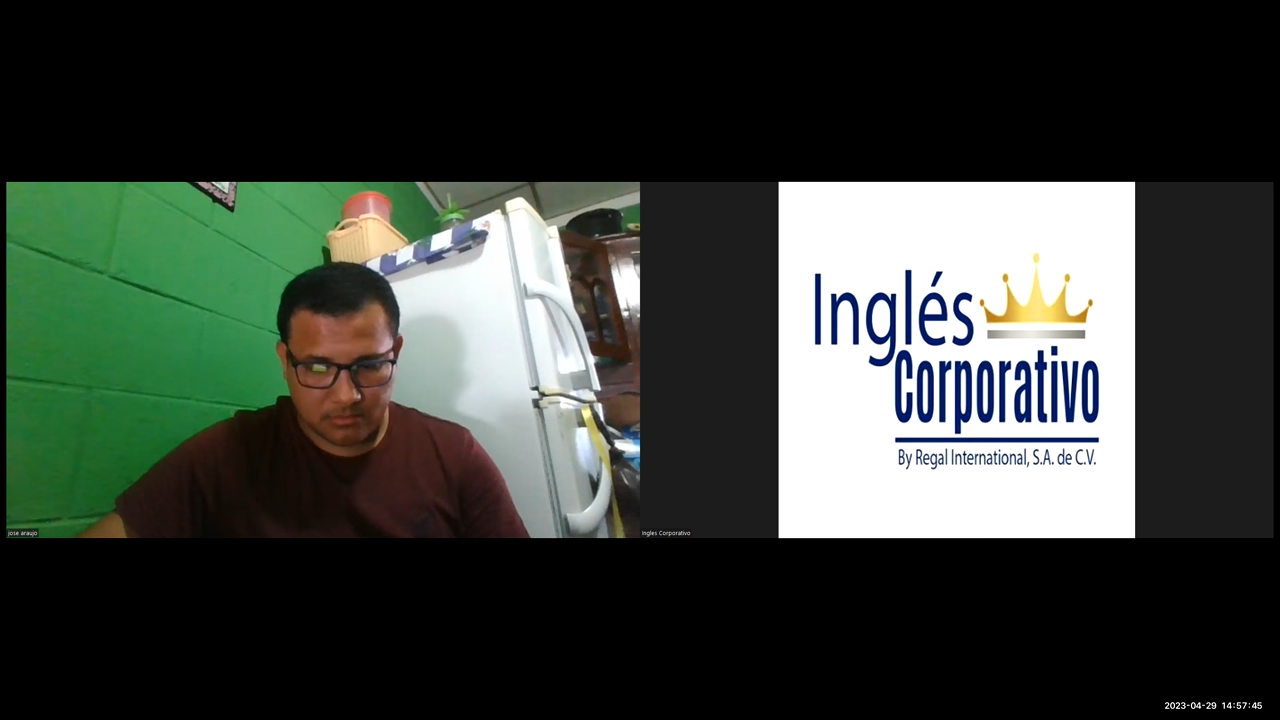 Inglés
Corporativo
By Regal International, S.A. de C.V.
jose araujo
Ingles Corporativo
2023-04-29 14:57:45